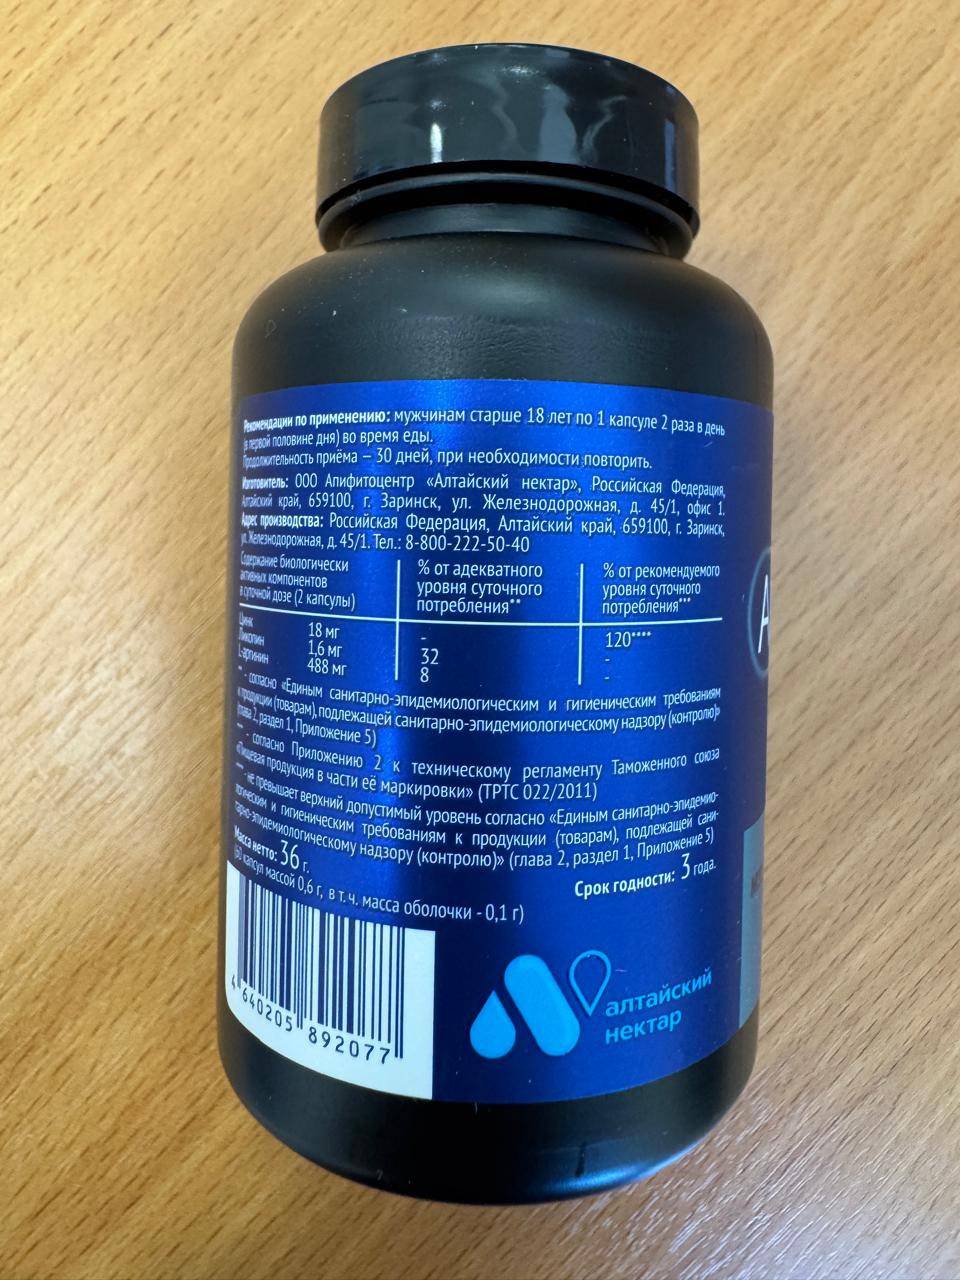 Рекомендации по применению: мужчинам старше 18 лет по 1 капсуле 2 раза в день
(в первой половине дня) во время еды.
Продолжительность приёма – 30 дней, при необходимости повторить.
Изготовитель: ООО Апифитоцентр «Алтайский нектар», Российская Федерация,
Алтайский край, 659100, г. Заринск, ул. Железнодорожная, д. 45/1, офис 1.
Адрес производства: Российская Федерация, Алтайский край, 659100, г. Заринск,
ул. Железнодорожная, д. 45/1. Тел.: 8-800-222-50-40
Содержание биологически
активных компонентов
в суточной дозе (2 капсулы)
% от адекватного
уровня суточного
потребления**
% от рекомендуемого
уровня суточного
потребления***
Цинк 18 мг - 120****
Ликопин 1,6 мг 32 -
L-аргинин 488 мг 8 -
** - согласно «Единым санитарно-эпидемиологическим и гигиеническим требованиям
к продукции (товарам), подлежащей санитарно-эпидемиологическому надзору (контролю)»
(глава 2, раздел 1, Приложение 5)
*** - согласно Приложению 2 к техническому регламенту Таможенного союза
«Пищевая продукция в части её маркировки» (ТРТС 022/2011)
**** - не превышает верхний допустимый уровень согласно «Единым санитарно-эпидемио-
логическим и гигиеническим требованиям к продукции (товарам), подлежащей сани-
тарно-эпидемиологическому надзору (контролю)» (глава 2, раздел 1, Приложение 5)
Масса нетто: 36 г.
(60 капсул массой 0,6 г, в т. ч. масса оболочки - 0,1 г)
Срок годности: 3 года.
4 640205 892077
алтайский
нектар